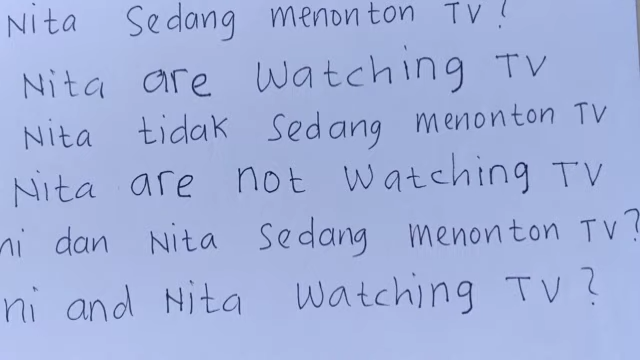 Nita Sedang menonton TV?
Nita are Watching TV
Nita tidak Sedang menonton TV
Nita are not Watching TV
ni dan Nita Sedang menonton TV?
ni and Nita Watching TV?